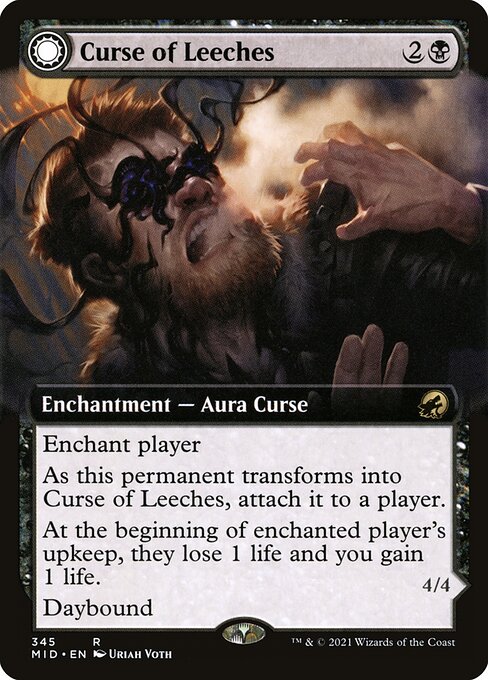 Curse of Leeches 2
Enchantment — Aura Curse
Enchant player
As this permanent transforms into
Curse of Leeches, attach it to a player.
At the beginning of enchanted player's
upkeep, they lose 1 life and you gain
1 life.
4/4
Daybound
345 R
MID • EN Uriah Voth
™ & © 2021 Wizards of the Coast